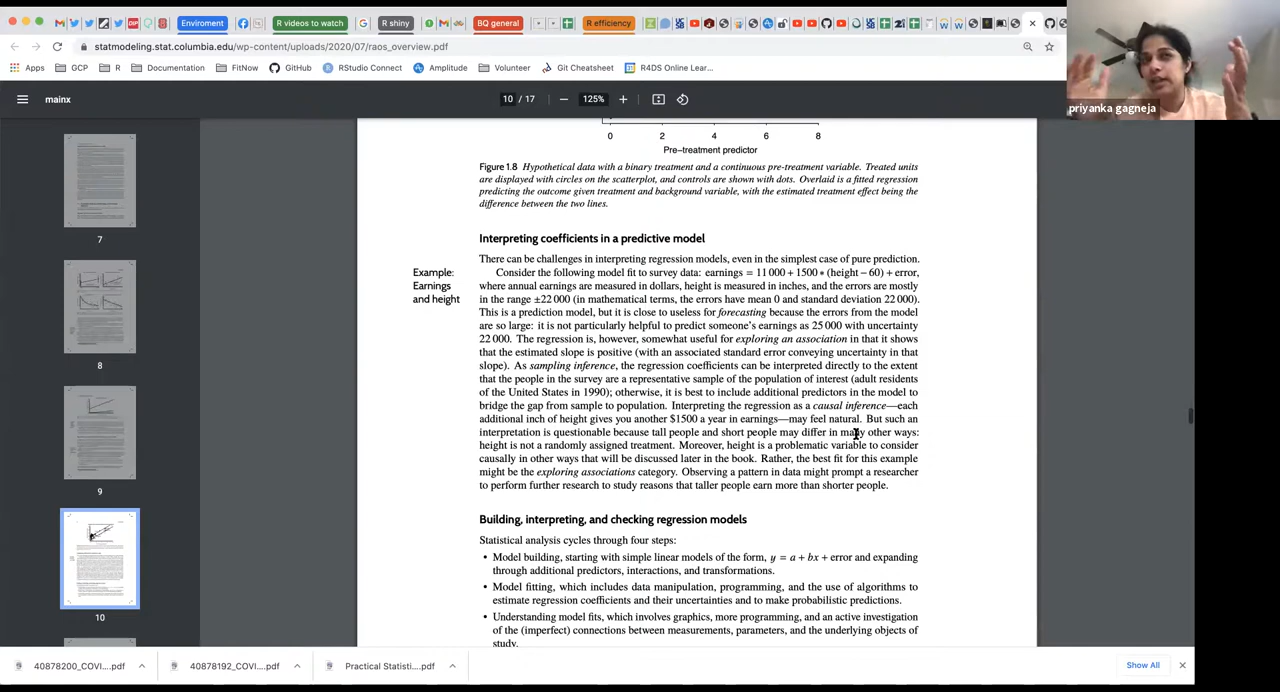 Enviroment
R videos to watch
R shiny
BQ general
R efficiency
statmodeling.stat.columbia.edu/wp-content/uploads/2020/07/raos_overview.pdf
Apps
GCP
R
Documentation
FitNow
GitHub
RStudio Connect
Amplitude
Volunteer
Git Cheatsheet
R4DS Online Lear...
priyanka gagneja
mainx
10 / 17
125%
7
8
9
10
0 2 4 6 8
Pre−treatment predictor
Figure 1.8 Hypothetical data with a binary treatment and a continuous pre-treatment variable. Treated units
are displayed with circles on the scatterplot, and controls are shown with dots. Overlaid is a fitted regression
predicting the outcome given treatment and background variable, with the estimated treatment effect being the
difference between the two lines.
Interpreting coefficients in a predictive model
There can be challenges in interpreting regression models, even in the simplest case of pure prediction.
Example:
Earnings
and height
Consider the following model fit to survey data: earnings = 11 000 + 1500 ∗ (height − 60) + error,
where annual earnings are measured in dollars, height is measured in inches, and the errors are mostly
in the range ±22 000 (in mathematical terms, the errors have mean 0 and standard deviation 22 000).
This is a prediction model, but it is close to useless for forecasting because the errors from the model
are so large: it is not particularly helpful to predict someone's earnings as 25 000 with uncertainty
22 000. The regression is, however, somewhat useful for exploring an association in that it shows
that the estimated slope is positive (with an associated standard error conveying uncertainty in that
slope). As sampling inference, the regression coefficients can be interpreted directly to the extent
that the people in the survey are a representative sample of the population of interest (adult residents
of the United States in 1990); otherwise, it is best to include additional predictors in the model to
bridge the gap from sample to population. Interpreting the regression as a causal inference—each
additional inch of height gives you another $1500 a year in earnings—may feel natural. But such an
interpretation is questionable because tall people and short people may differ in many other ways:
height is not a randomly assigned treatment. Moreover, height is a problematic variable to consider
causally in other ways that will be discussed later in the book. Rather, the best fit for this example
might be the exploring associations category. Observing a pattern in data might prompt a researcher
to perform further research to study reasons that taller people earn more than shorter people.
Building, interpreting, and checking regression models
Statistical analysis cycles through four steps:
• Model building, starting with simple linear models of the form, y = a + bx + error and expanding
through additional predictors, interactions, and transformations.
• Model fitting, which includes data manipulation, programming, and the use of algorithms to
estimate regression coefficients and their uncertainties and to make probabilistic predictions.
• Understanding model fits, which involves graphics, more programming, and an active investigation
of the (imperfect) connections between measurements, parameters, and the underlying objects of
study.
40878200_COVI....pdf
40878192_COVI....pdf
Practical Statisti....pdf
Show All